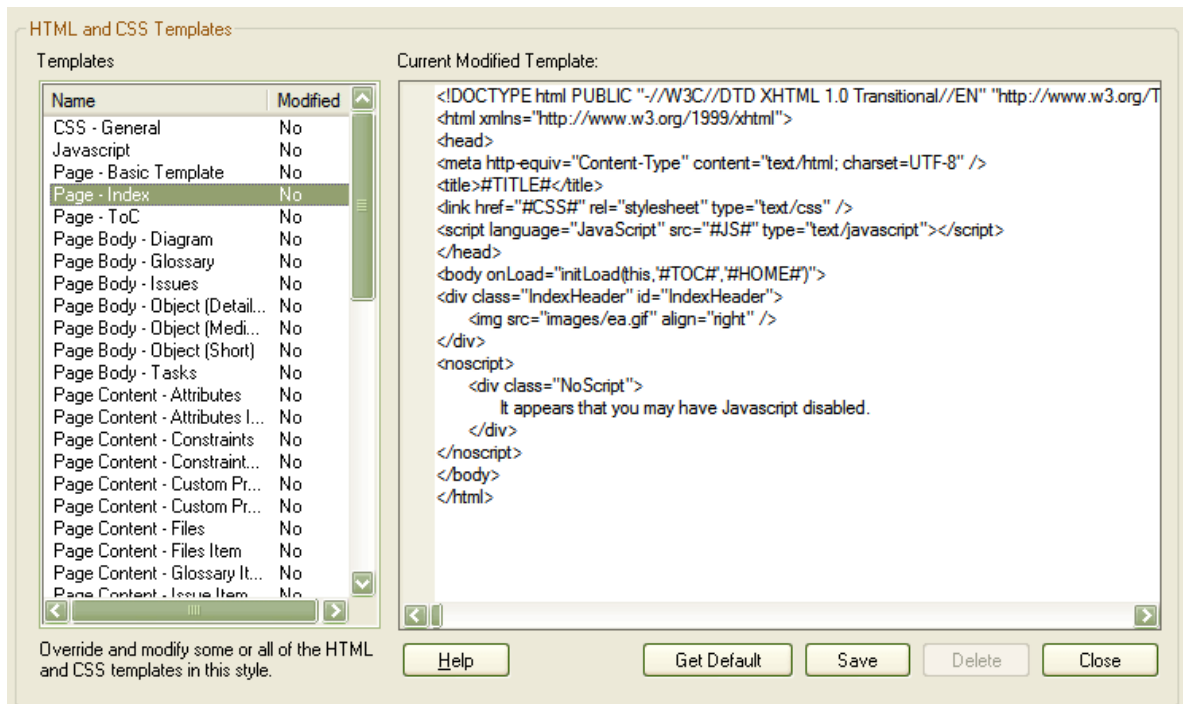 HTML and CSS Templates
Templates
Name Modified
CSS - General No
Javascript No
Page - Basic Template No
Page - Index No
Page - ToC No
Page Body - Diagram No
Page Body - Glossary No
Page Body - Issues No
Page Body - Object (Detail... No
Page Body - Object (Medi... No
Page Body - Object (Short) No
Page Body - Tasks No
Page Content - Attributes No
Page Content - Attributes I... No
Page Content - Constraints No
Page Content - Constraint... No
Page Content - Custom Pr... No
Page Content - Custom Pr... No
Page Content - Files No
Page Content - Files Item No
Page Content - Glossary It... No
Page Content - Issue Item No
Override and modify some or all of the HTML
and CSS templates in this style.
Current Modified Template:
<!DOCTYPE html PUBLIC "-//W3C//DTD XHTML 1.0 Transitional//EN" "http://www.w3.org/T
<html xmlns="http://www.w3.org/1999/xhtml">
<head>
<meta http-equiv="Content-Type" content="text/html; charset=UTF-8" />
<title>#TITLE#</title>
<link href="#CSS#" rel="stylesheet" type="text/css" />
<script language="JavaScript" src="#JS#" type="text/javascript"></script>
</head>
<body onLoad="initLoad(this,'#TOC#','#HOME#')">
<div class="IndexHeader" id="IndexHeader">
<img src="images/ea.gif" align="right" />
</div>
<noscript>
<div class="NoScript">
It appears that you may have Javascript disabled.
</div>
</noscript>
</body>
</html>
Help Get Default Save Delete Close